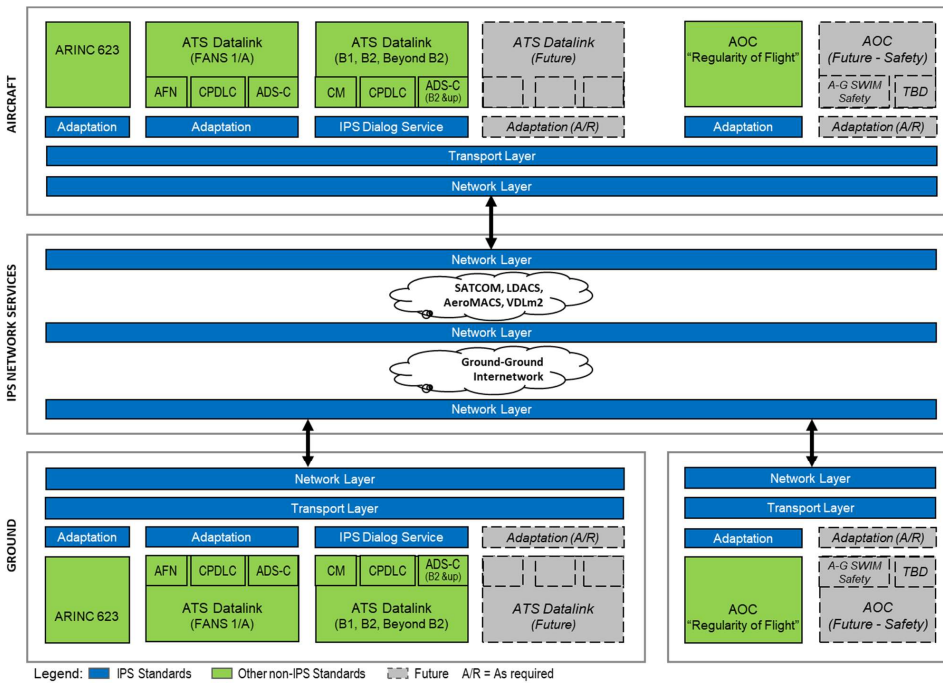 AIRCRAFT
ARINC 623
ATS Datalink
(FANS 1/A)
AFN
CPDLC
ADS-C
ATS Datalink
(B1, B2, Beyond B2)
CM
CPDLC
ADS-C
(B2 &up)
ATS Datalink
(Future)
AOC
“Regularity of Flight”
AOC
(Future - Safety)
A-G SWIM
Safety
TBD
Adaptation
Adaptation
IPS Dialog Service
Adaptation (A/R)
Adaptation
Adaptation (A/R)
Transport Layer
Network Layer
IPS NETWORK SERVICES
Network Layer
SATCOM, LDACS,
AeroMACS, VDLm2
Network Layer
Ground-Ground
Internetwork
Network Layer
GROUND
Network Layer
Transport Layer
Adaptation
Adaptation
IPS Dialog Service
Adaptation (A/R)
ARINC 623
AFN
CPDLC
ADS-C
ATS Datalink
(FANS 1/A)
CM
CPDLC
ADS-C
(B2 &up)
ATS Datalink
(B1, B2, Beyond B2)
ATS Datalink
(Future)
Network Layer
Transport Layer
Adaptation
Adaptation (A/R)
AOC
“Regularity of Flight”
A-G SWIM
Safety
TBD
AOC
(Future - Safety)
Legend: IPS Standards Other non-IPS Standards Future A/R = As required